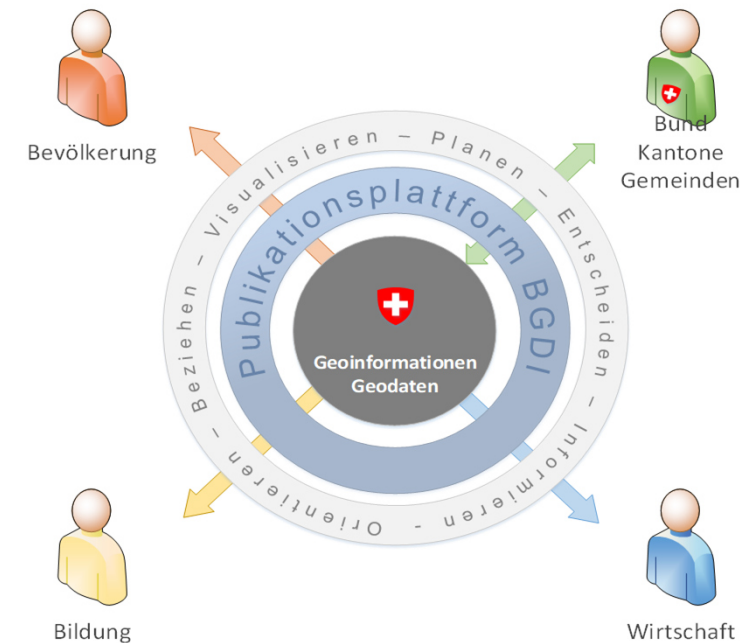 Bevölkerung
Bund
Kantone
Gemeinden
Beziehen – Visualisieren – Planen – Entscheiden – Informieren - Orientieren –
Publikationsplattform BGDI
Geoinformationen
Geodaten
Bildung
Wirtschaft